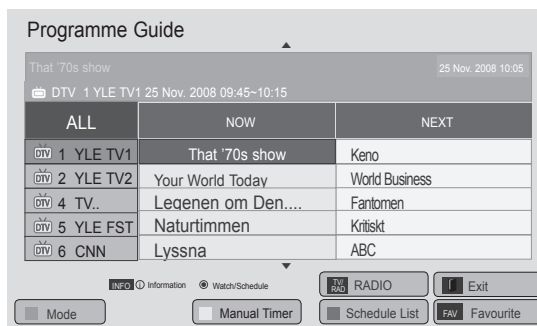 Programme Guide
That '70s show 25 Nov. 2008 10:05
DTV 1 YLE TV1 25 Nov. 2008 09:45~10:15
ALL NOW NEXT
DTV 1 YLE TV1 That '70s show Keno
DTV 2 YLE TV2 Your World Today World Business
DTV 4 TV.. Legenen om Den.... Fantomen
DTV 5 YLE FST Naturtimmen Kritiskt
DTV 6 CNN Lyssna ABC
INFO i Information Watch/Schedule TV/RAD RADIO Exit
Mode Manual Timer Schedule List FAV Favourite